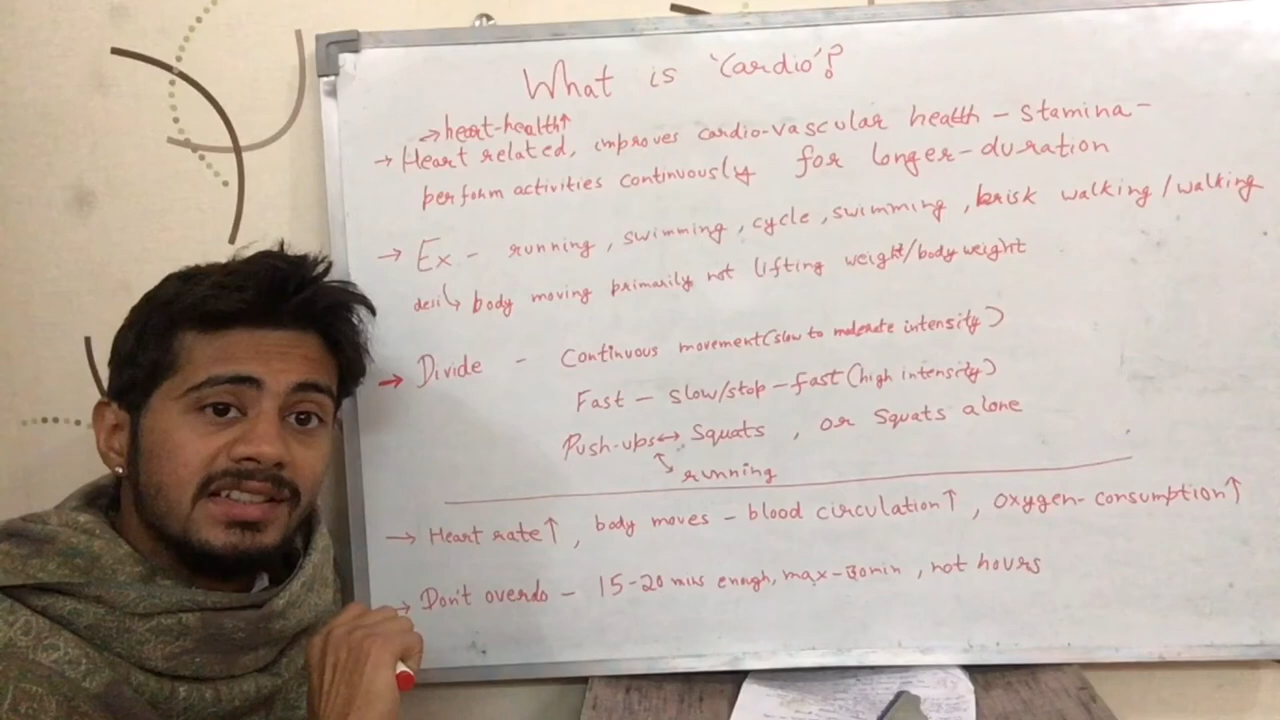 What is 'Cardio'?
→ heart-health↑
→ Heart related, improves cardio-vascular health - stamina -
perform activities continuously for longer-duration
→ Ex - running, swimming, cycle, swimming, brisk walking/walking
desi↳ body moving primarily not lifting weight/body weight
→ Divide - Continuous movement(slow to moderate intensity)
Fast - slow/stop - fast (high intensity)
Push-ups↔Squats, or Squats alone
running
→ Heart rate↑, body moves - blood circulation↑, oxygen-consumption↑
→ Don't overdo - 15-20 mins enough, max-30min, not hours